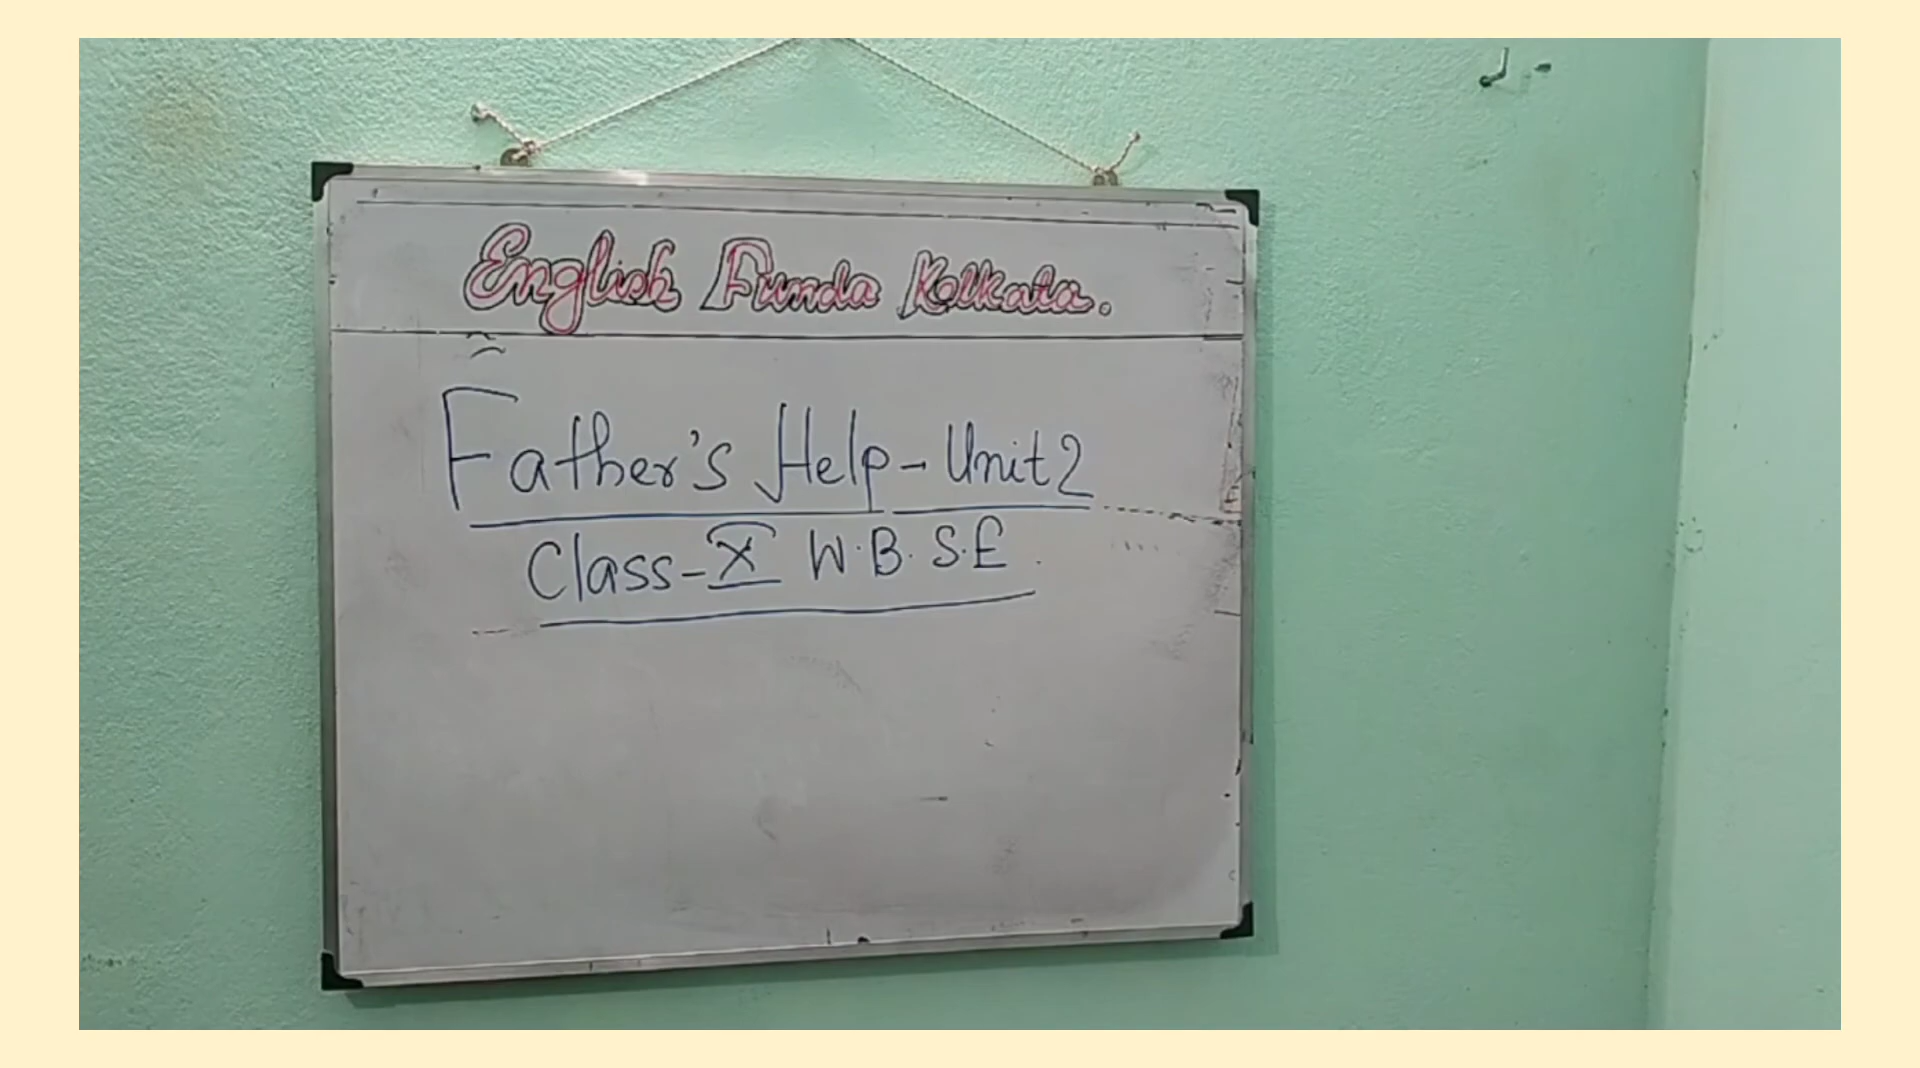 English Funda Kolkata.
Father's Help - Unit 2
Class - X W.B.S.E.